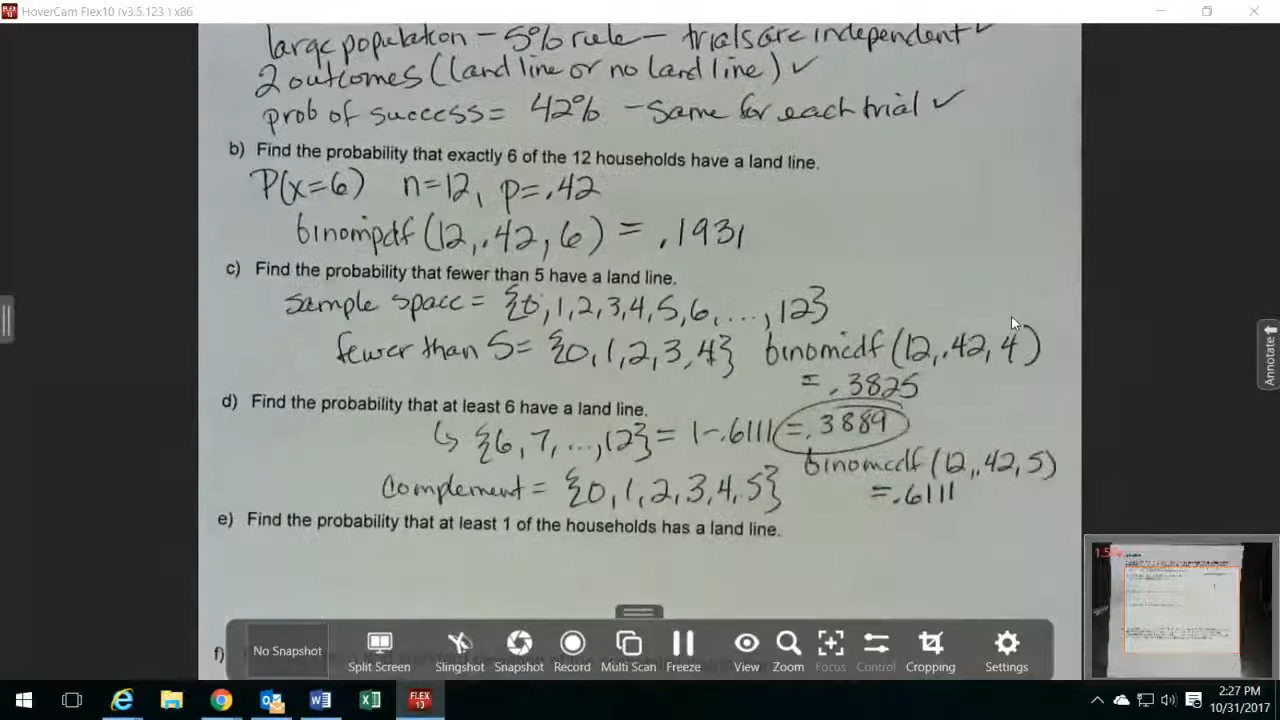 HoverCam Flex10 (v3.5.123 ) x86
large population - 5% rule - trials are independent ✓
2 outcomes (land line or no land line) ✓
prob of success = 42% - same for each trial ✓
b) Find the probability that exactly 6 of the 12 households have a land line.
P(x=6) n=12, p=.42
binompdf (12, .42, 6) = .1931
c) Find the probability that fewer than 5 have a land line.
sample space = {0, 1, 2, 3, 4, 5, 6, ..., 12}
fewer than 5 = {0, 1, 2, 3, 4} binomcdf (12, .42, 4)
= .3825
d) Find the probability that at least 6 have a land line.
↳ {6, 7, ..., 12} = 1-.6111 = .3889
binomcdf (12, .42, 5)
= .6111
complement = {0, 1, 2, 3, 4, 5}
e) Find the probability that at least 1 of the households has a land line.
f)
Annotate
No Snapshot
Split Screen Slingshot Snapshot Record Multi Scan Freeze View Zoom Focus Control Cropping Settings
2:27 PM
10/31/2017